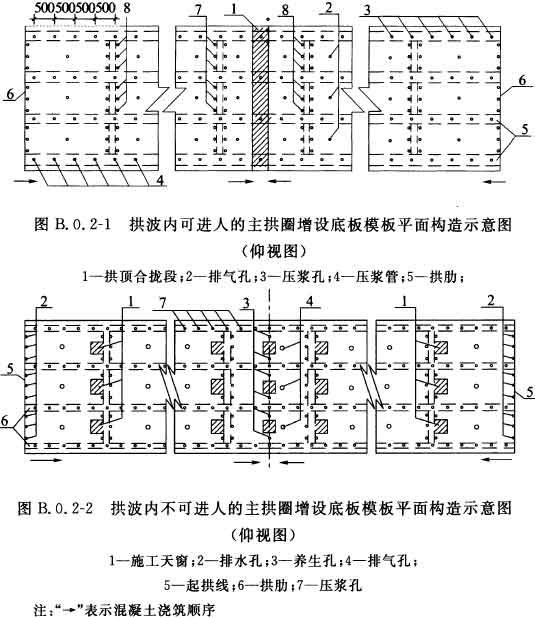 500 500 500 500 8 7 1 8 2 3
6 6
5
4
图 B.0.2-1 拱波内可进人的主拱圈增设底板模板平面构造示意图
(仰视图)
1—拱顶合拢段;2—排气孔;3—压浆孔;4—压浆管;5—拱肋;
2 1 7 3 4 1 2
5 5
6
图 B.0.2-2 拱波内不可进人的主拱圈增设底板模板平面构造示意图
(仰视图)
1—施工天窗;2—排水孔;3—养生孔;4—排气孔;
5—起拱线;6—拱肋;7—压浆孔
注:“→”表示混凝土浇筑顺序